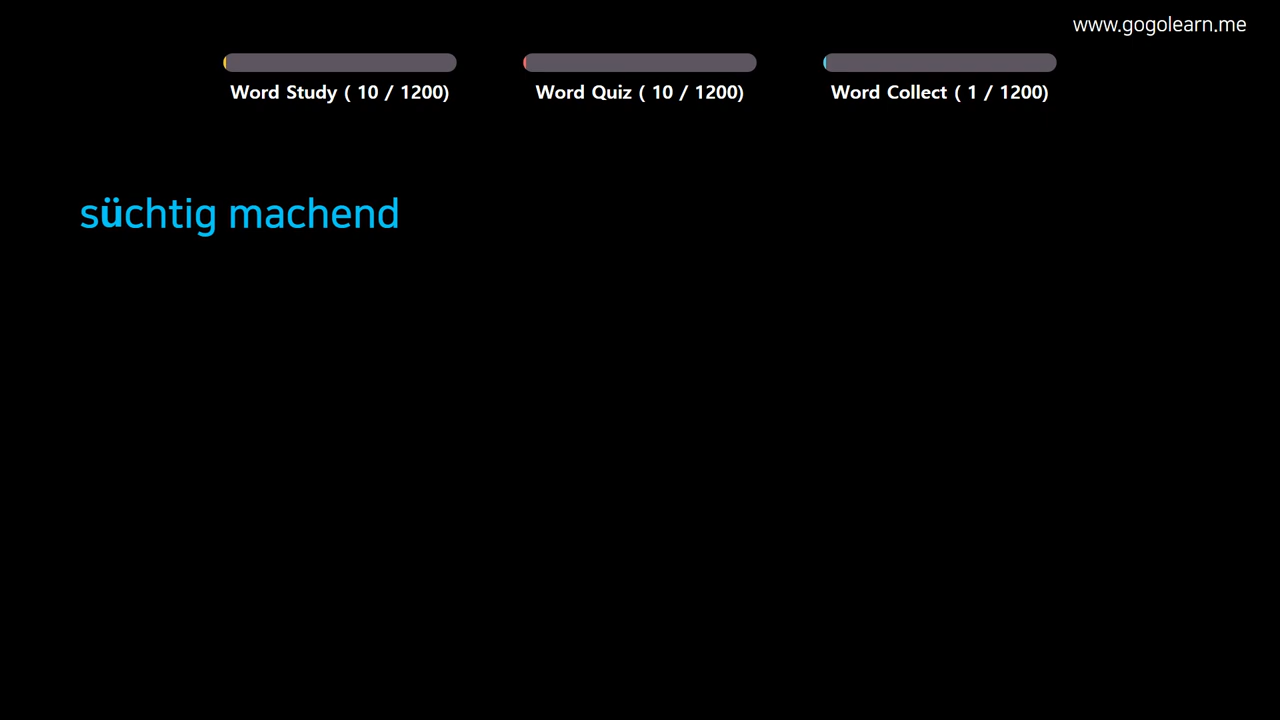 www.gogolearn.me
Word Study ( 10 / 1200)
Word Quiz ( 10 / 1200)
Word Collect ( 1 / 1200)
süchtig machend